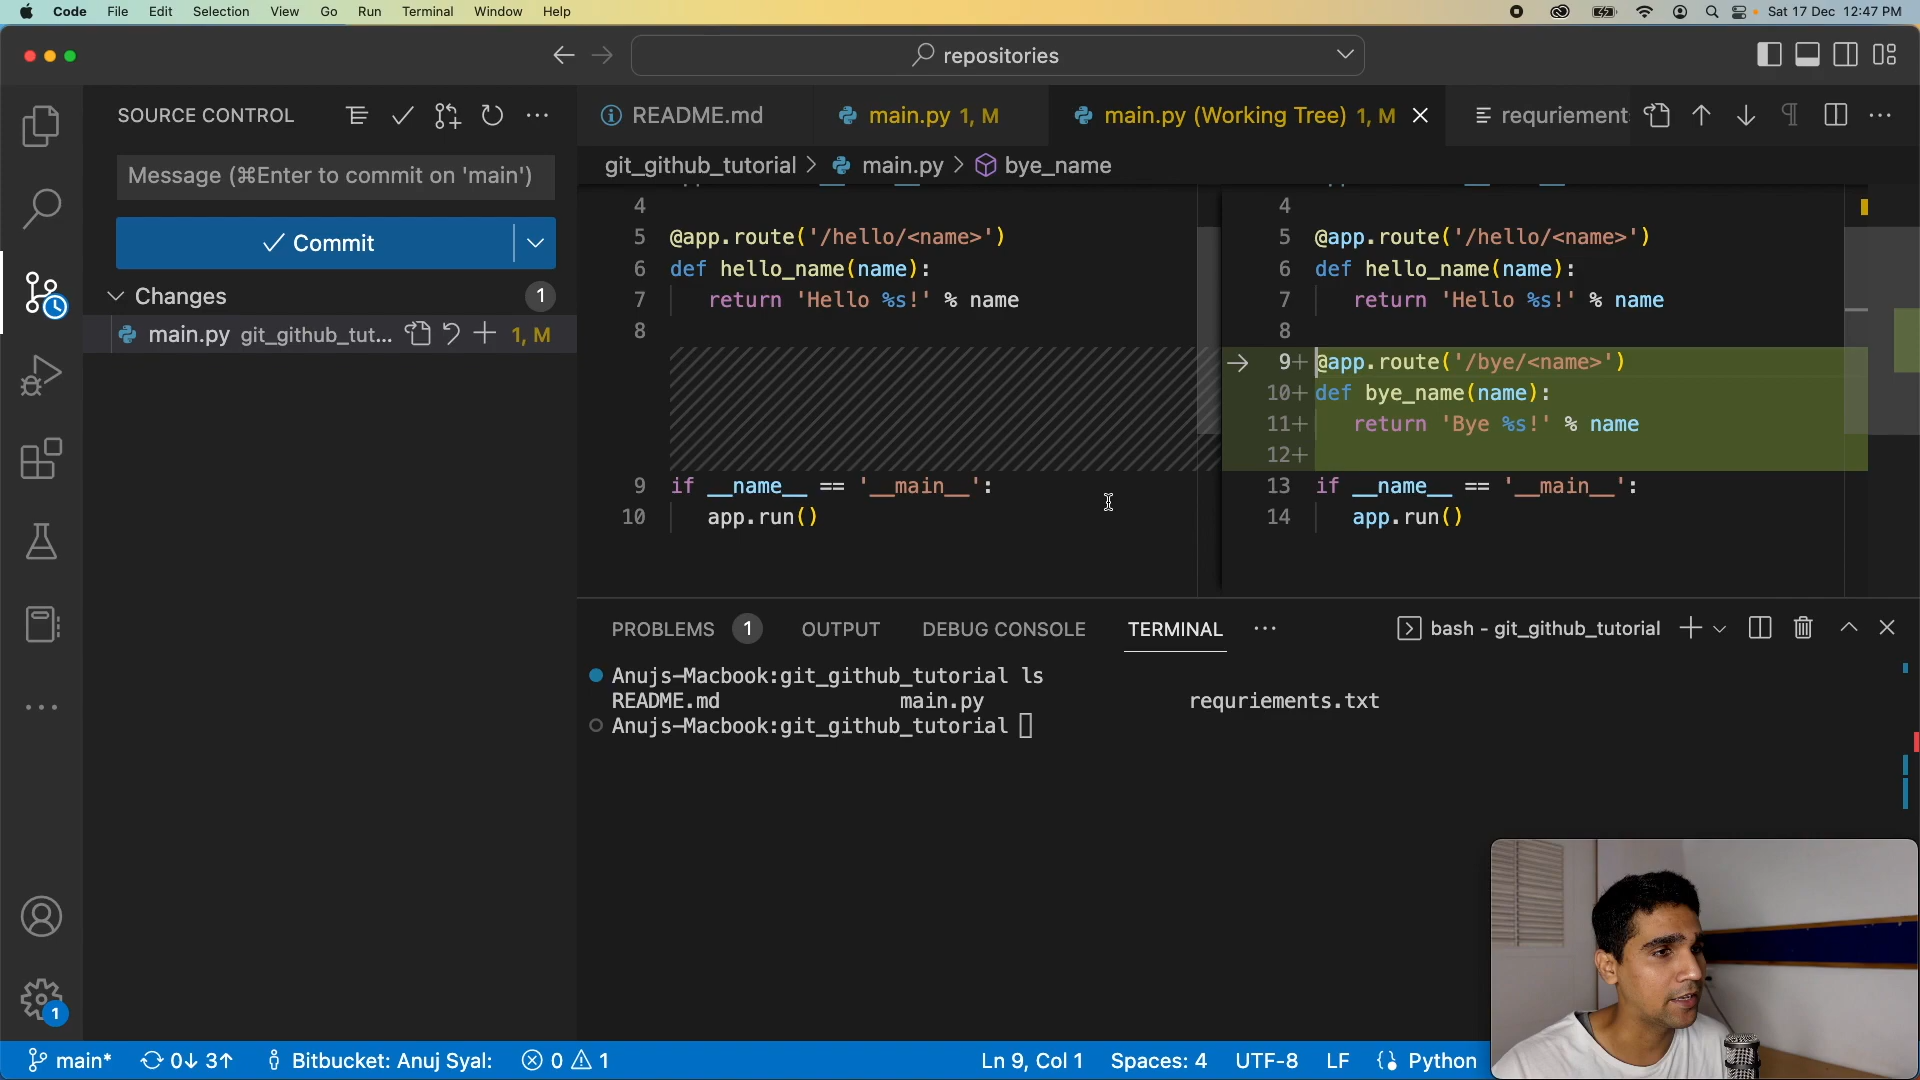 Code File Edit Selection View Go Run Terminal Window Help Sat 17 Dec 12:47 PM
repositories
SOURCE CONTROL
README.md main.py 1, M main.py (Working Tree) 1, M requriement
git_github_tutorial > main.py > bye_name
Message (⌘Enter to commit on 'main')
Commit
Changes 1
main.py git_github_tut... 1, M
4
5 @app.route('/hello/<name>')
6 def hello_name(name):
7 return 'Hello %s!' % name
8
9 if __name__ == '__main__':
10 app.run()
4
5 @app.route('/hello/<name>')
6 def hello_name(name):
7 return 'Hello %s!' % name
8
9+ @app.route('/bye/<name>')
10+ def bye_name(name):
11+ return 'Bye %s!' % name
12+
13 if __name__ == '__main__':
14 app.run()
PROBLEMS 1 OUTPUT DEBUG CONSOLE TERMINAL ... bash - git_github_tutorial
Anujs-Macbook:git_github_tutorial ls
README.md main.py requriements.txt
Anujs-Macbook:git_github_tutorial
1
main* 0↓ 3↑ Bitbucket: Anuj Syal: 0 1 Ln 9, Col 1 Spaces: 4 UTF-8 LF Python